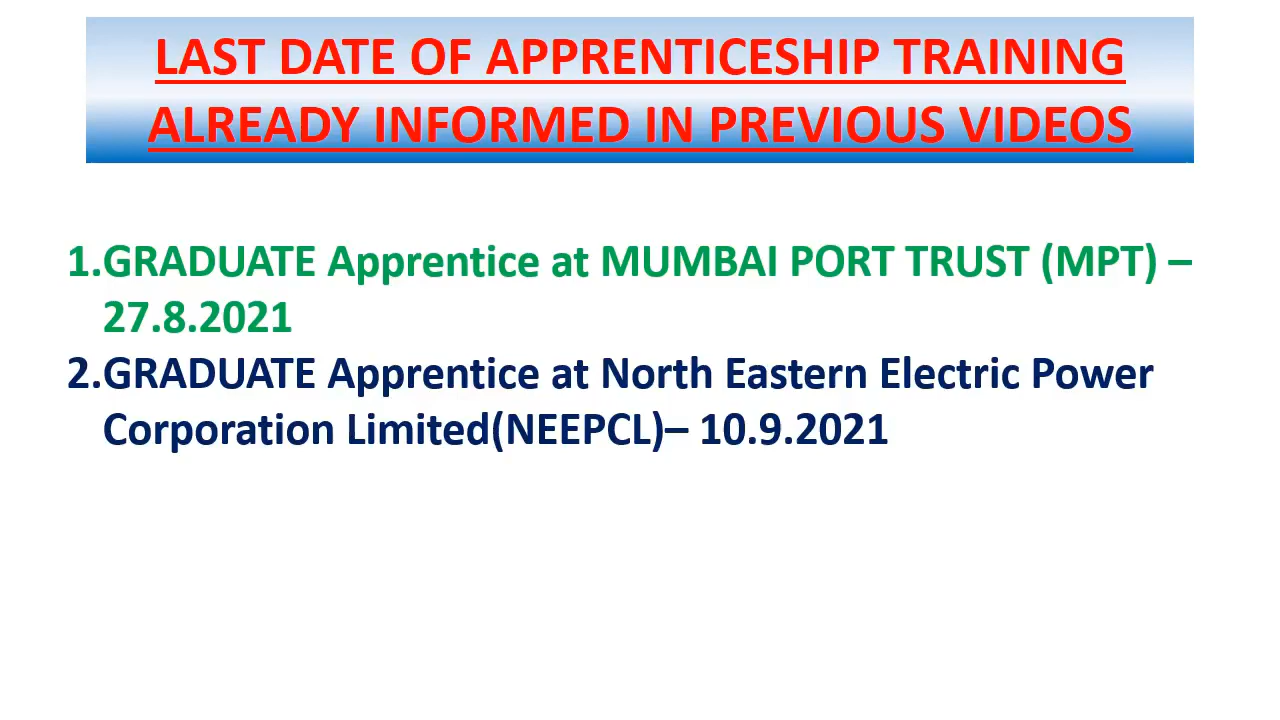 LAST DATE OF APPRENTICESHIP TRAINING
ALREADY INFORMED IN PREVIOUS VIDEOS
1.GRADUATE Apprentice at MUMBAI PORT TRUST (MPT) –
27.8.2021
2.GRADUATE Apprentice at North Eastern Electric Power
Corporation Limited(NEEPCL)– 10.9.2021